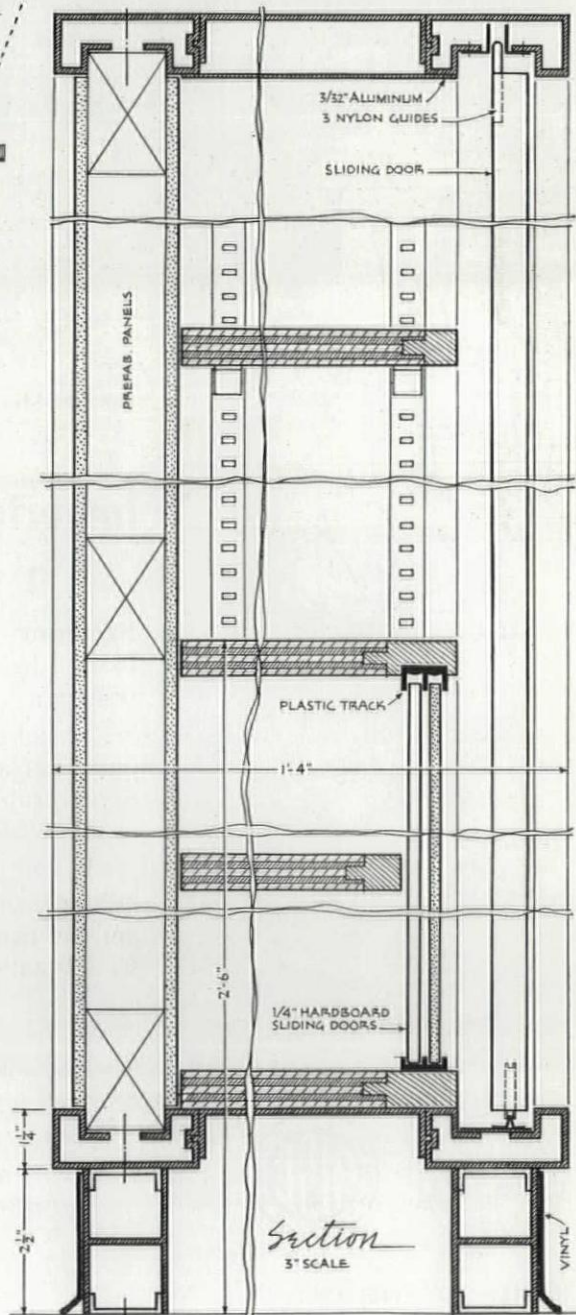 3/32" ALUMINUM
3 NYLON GUIDES
SLIDING DOOR
PREFAB. PANELS
PLASTIC TRACK
1'-4"
2'-6"
1/4" HARDBOARD
SLIDING DOORS
1 1/4"
2 1/2"
Section
3" SCALE
VINYL